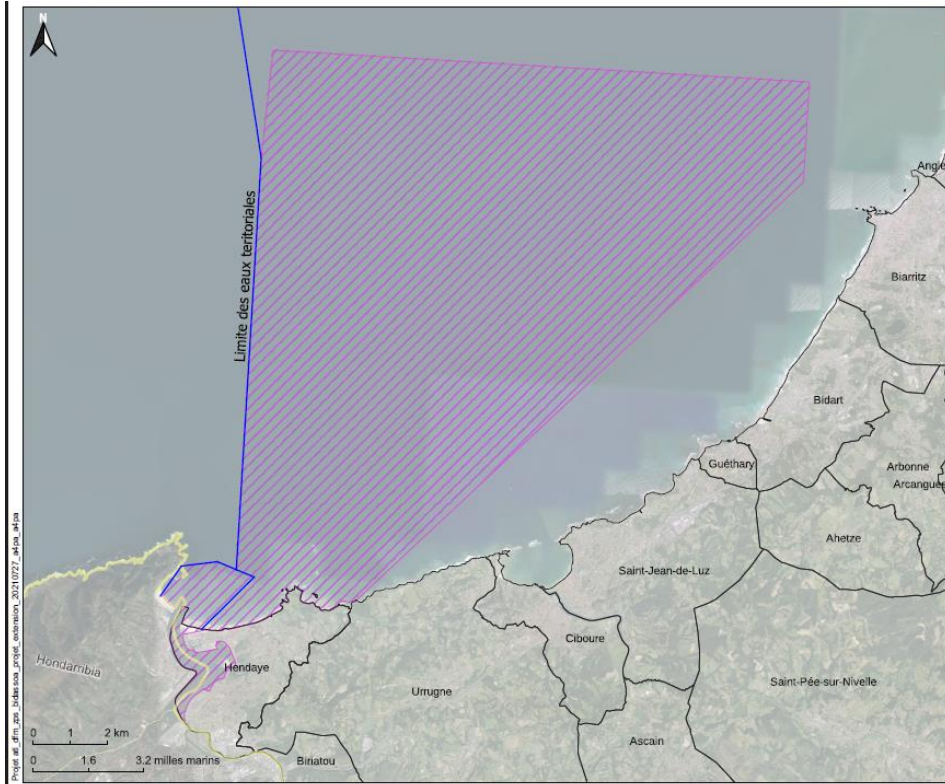 N
Limite des eaux teritoriales
Angle
Biarritz
Bidart
Guéthary
Arbonne
Arcangues
Ahetze
Saint-Jean-de-Luz
Ciboure
Hondarribia
Hendaye
Urrugne
Saint-Pée-sur-Nivelle
Ascain
Biriatou
0 1 2 km
0 1.6 3.2 milles marins